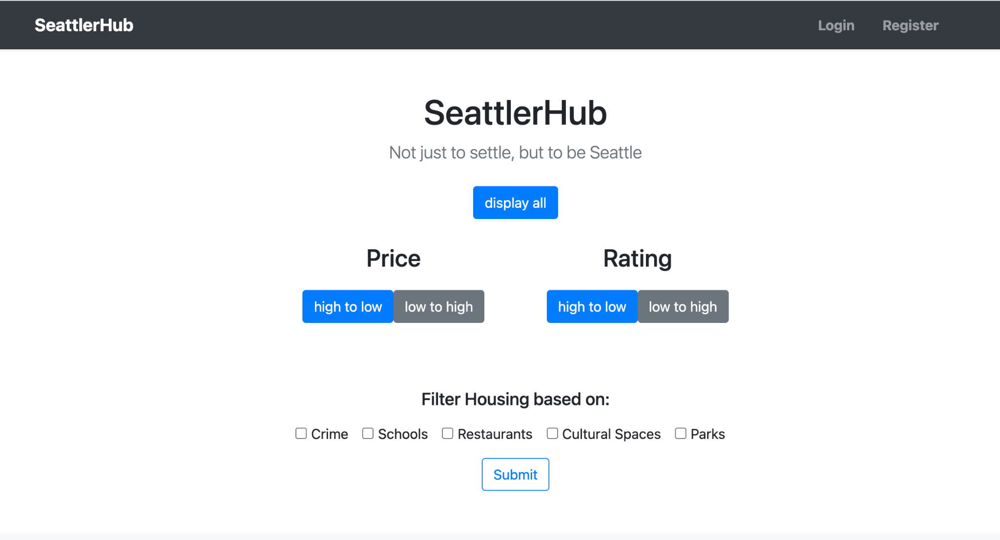 SeattlerHub Login Register
SeattlerHub
Not just to settle, but to be Seattle
display all
Price Rating
high to low low to high high to low low to high
Filter Housing based on:
Crime Schools Restaurants Cultural Spaces Parks
Submit